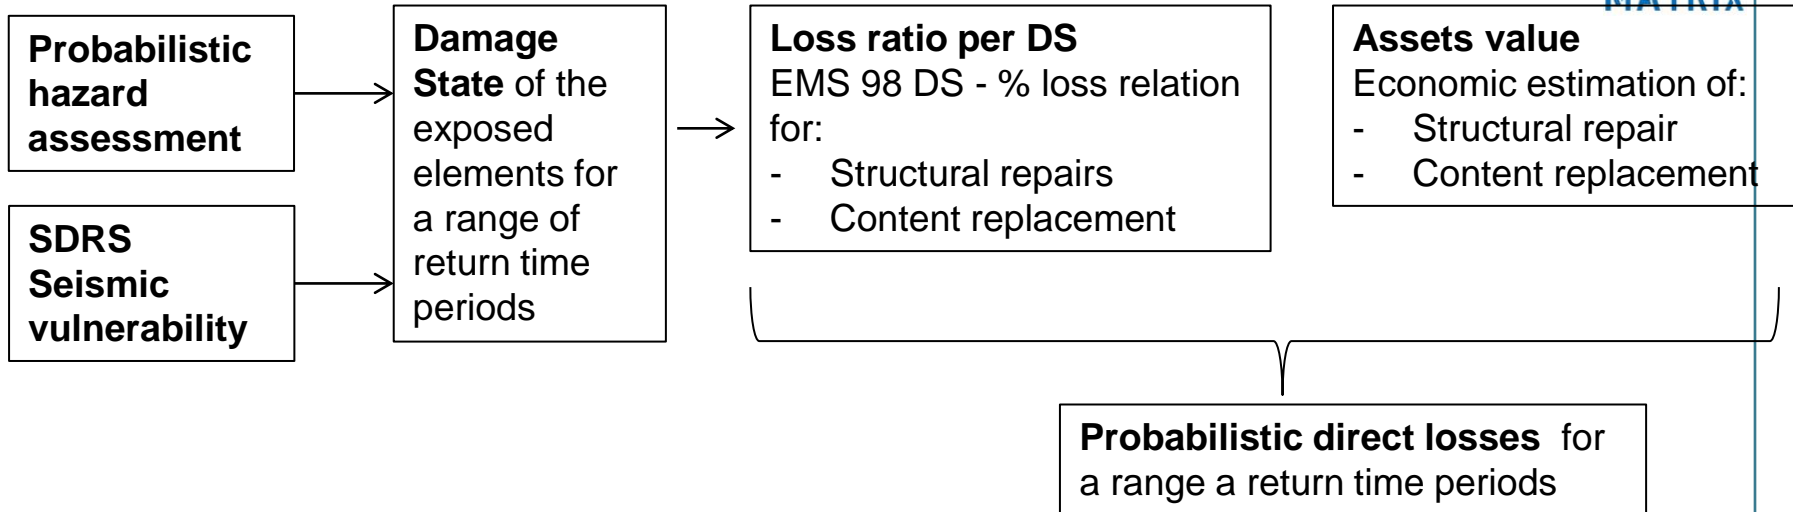 MATRIX
Probabilistic
hazard
assessment
SDRS
Seismic
vulnerability
Damage
State of the
exposed
elements for
a range of
return time
periods
Loss ratio per DS
EMS 98 DS - % loss relation
for:
- Structural repairs
- Content replacement
Assets value
Economic estimation of:
- Structural repair
- Content replacement
Probabilistic direct losses for
a range a return time periods